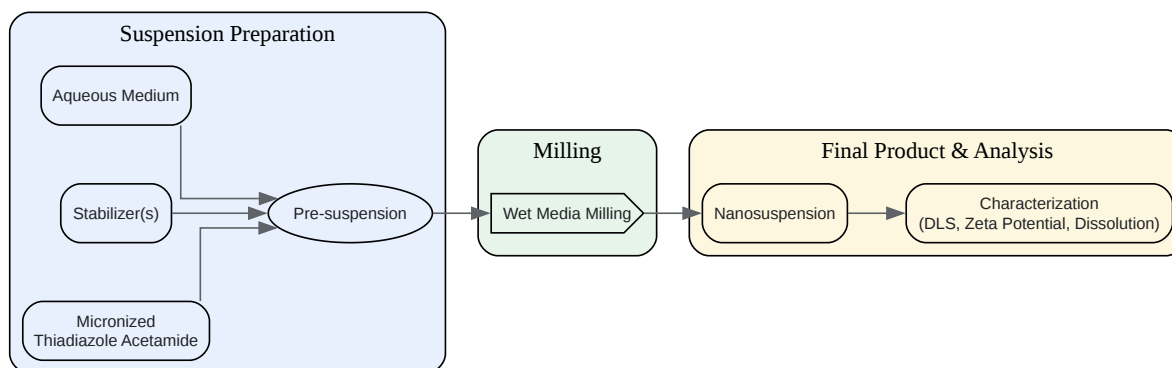 Suspension Preparation
Aqueous Medium
Stabilizer(s)
Pre-suspension
Micronized
Thiadiazole Acetamide
Milling
Wet Media Milling
Final Product & Analysis
Nanosuspension
Characterization
(DLS, Zeta Potential, Dissolution)